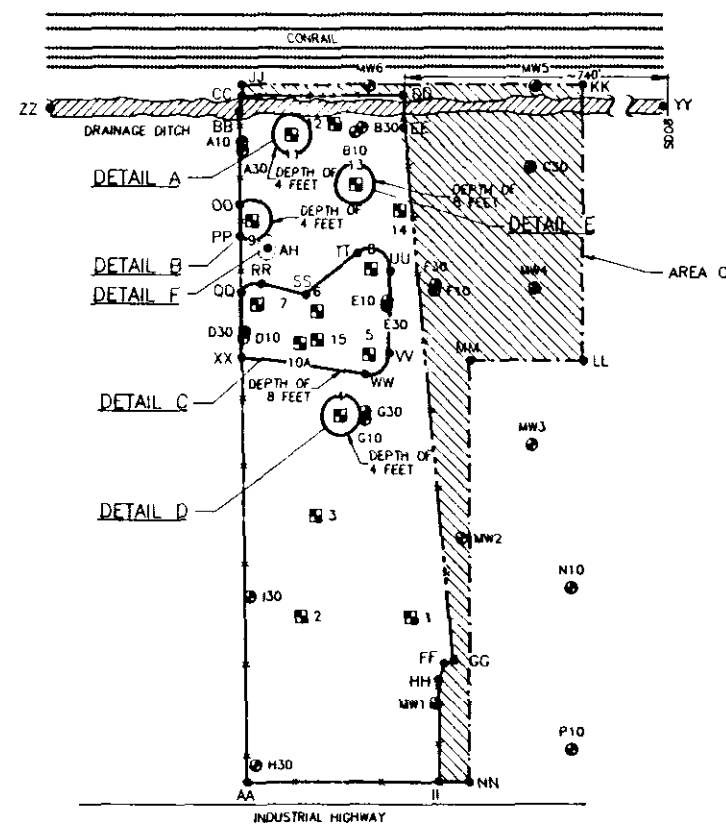 CONRAIL
JJ
MW6
~740'
MW5
KK
CC
DD
ZZ
YY
DRAINAGE DITCH
BB
12
B30
EE
SD08
A10
11
B10
A30
DEPTH OF
4 FEET
13
C30
DETAIL A
DEPTH OF
8 FEET
OO
DEPTH OF
4 FEET
DETAIL E
14
PP
9
AH
DETAIL B
TT
8
UU
F30
MW4
AREA C
DETAIL F
RR
SS
F10
QQ
7
6
E10
E30
D30
D10
15
5
XX
10A
VV
MM
LL
DEPTH OF
8 FEET
WW
DETAIL C
4
G30
G10
MW3
DEPTH OF
4 FEET
DETAIL D
3
MW2
N10
I30
2
1
FF
GG
HH
MW1
P10
H30
AA
II
NN
INDUSTRIAL HIGHWAY